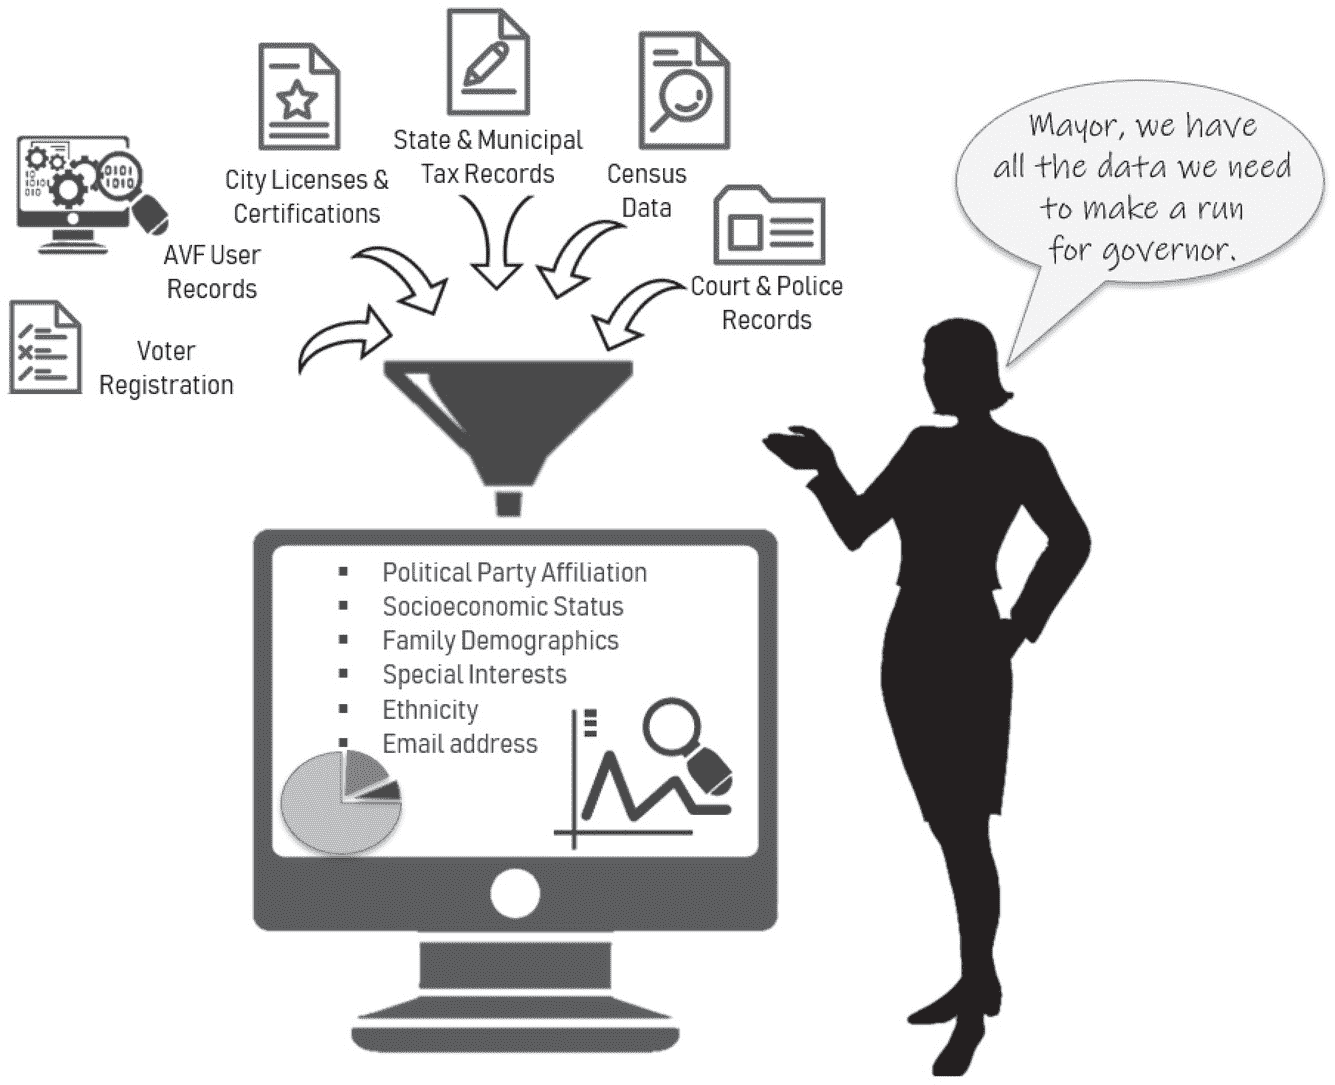 State & Municipal
Tax Records
City Licenses &
Certifications
Census
Data
AVF User
Records
Court & Police
Records
Voter
Registration
Mayor, we have
all the data we need
to make a run
for governor.
▪ Political Party Affiliation
▪ Socioeconomic Status
▪ Family Demographics
▪ Special Interests
▪ Ethnicity
▪ Email address